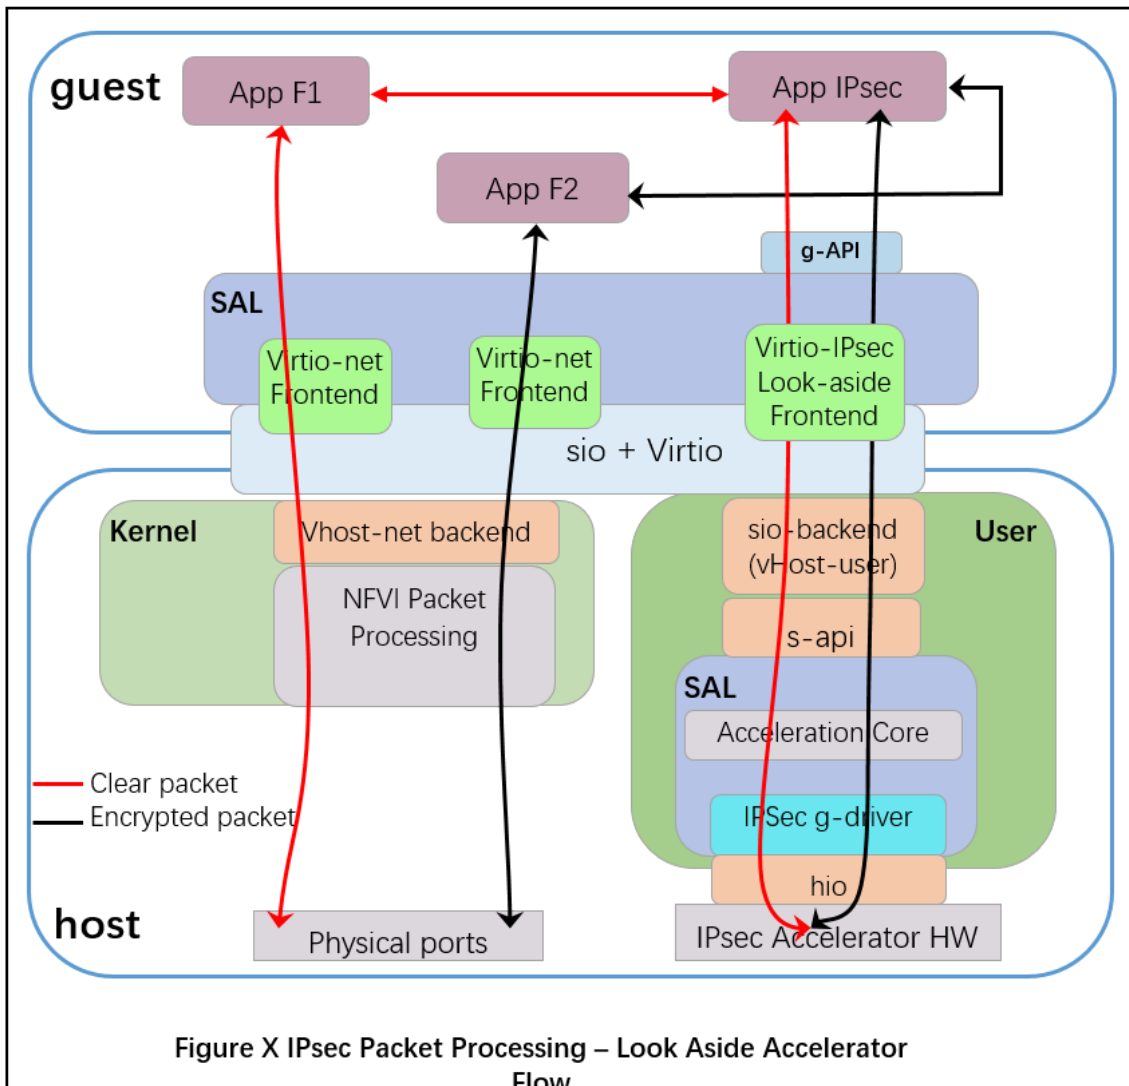 guest
App F1
App IPsec
App F2
g-API
SAL
Virtio-net
Frontend
Virtio-net
Frontend
Virtio-IPsec
Look-aside
Frontend
sio + Virtio
Kernel
Vhost-net backend
NFVI Packet
Processing
sio-backend
(vHost-user)
User
s-api
SAL
Acceleration Core
IPSec g-driver
hio
Clear packet
Encrypted packet
host
Physical ports
IPsec Accelerator HW
Figure X IPsec Packet Processing – Look Aside Accelerator
Flow